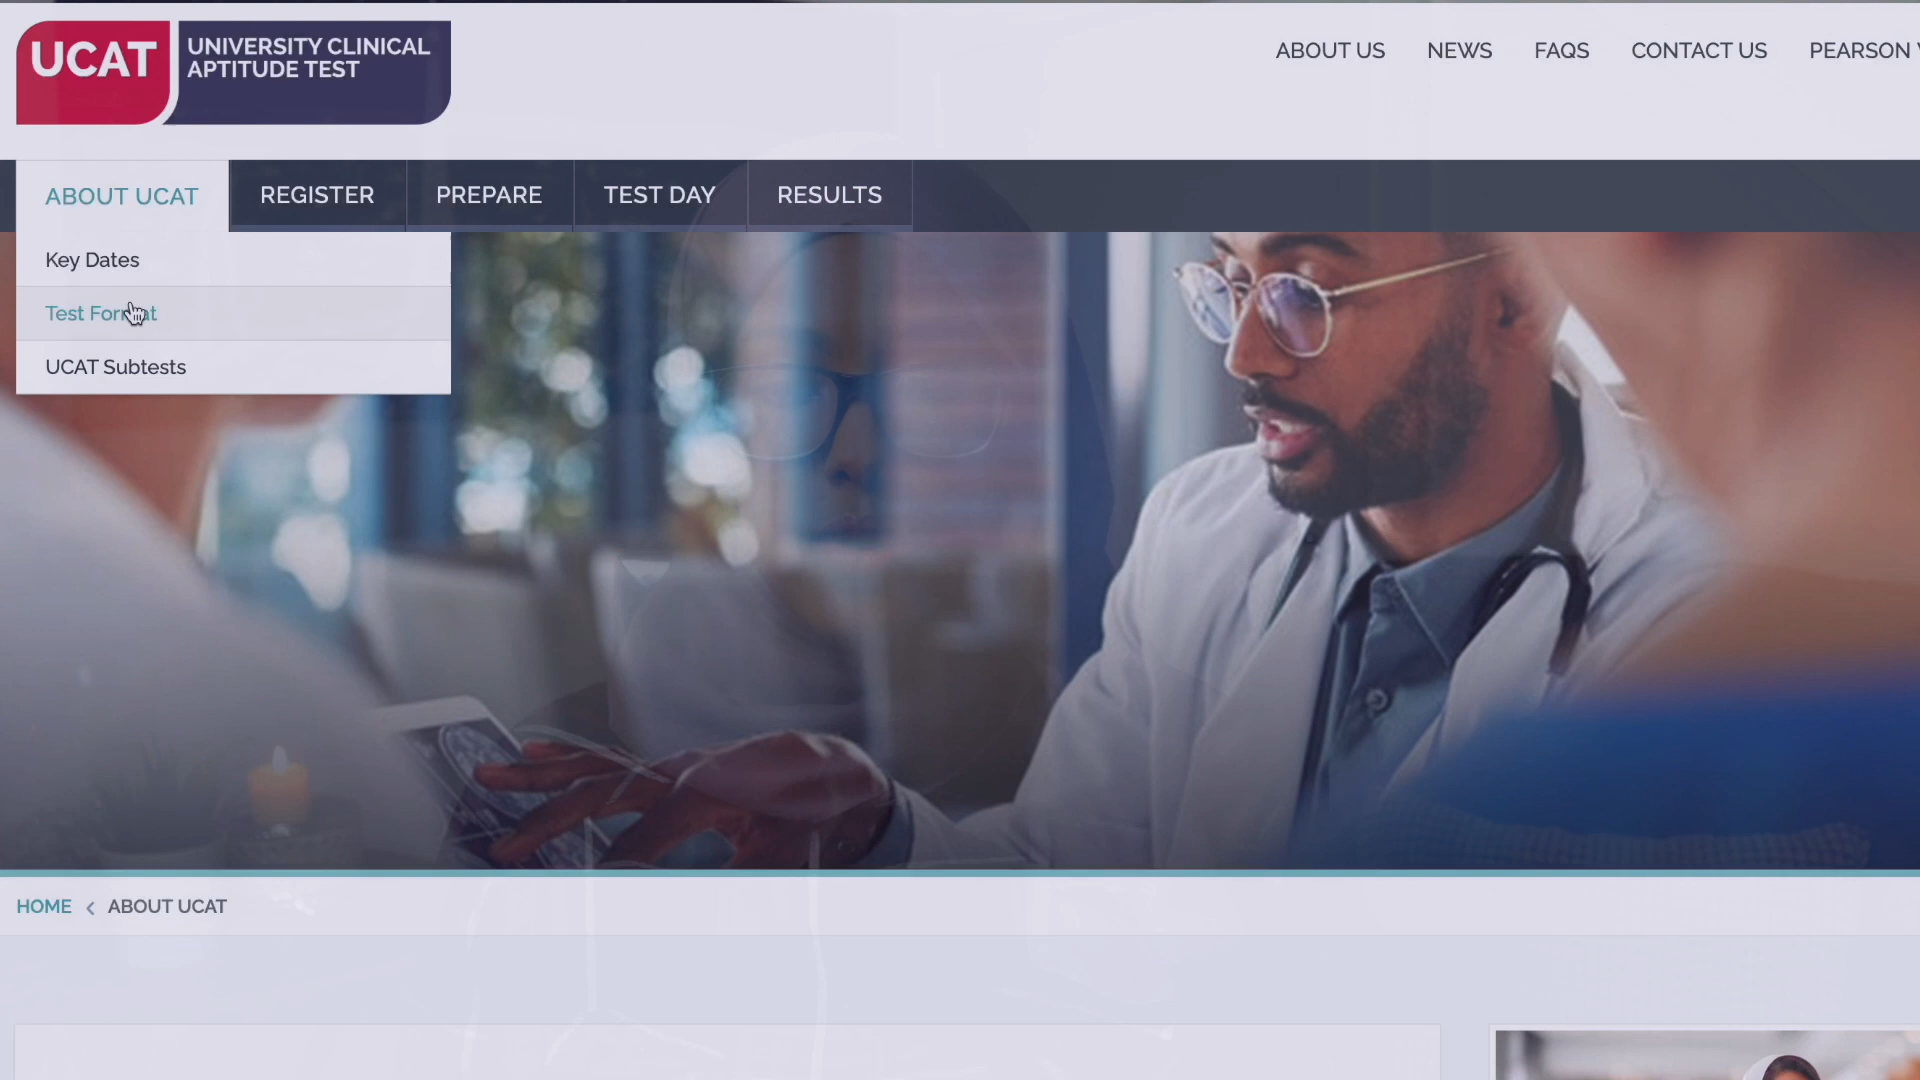 UCAT
UNIVERSITY CLINICAL
APTITUDE TEST
ABOUT US
NEWS
FAQS
CONTACT US
PEARSON
ABOUT UCAT
REGISTER
PREPARE
TEST DAY
RESULTS
Key Dates
Test Format
UCAT Subtests
HOME < ABOUT UCAT